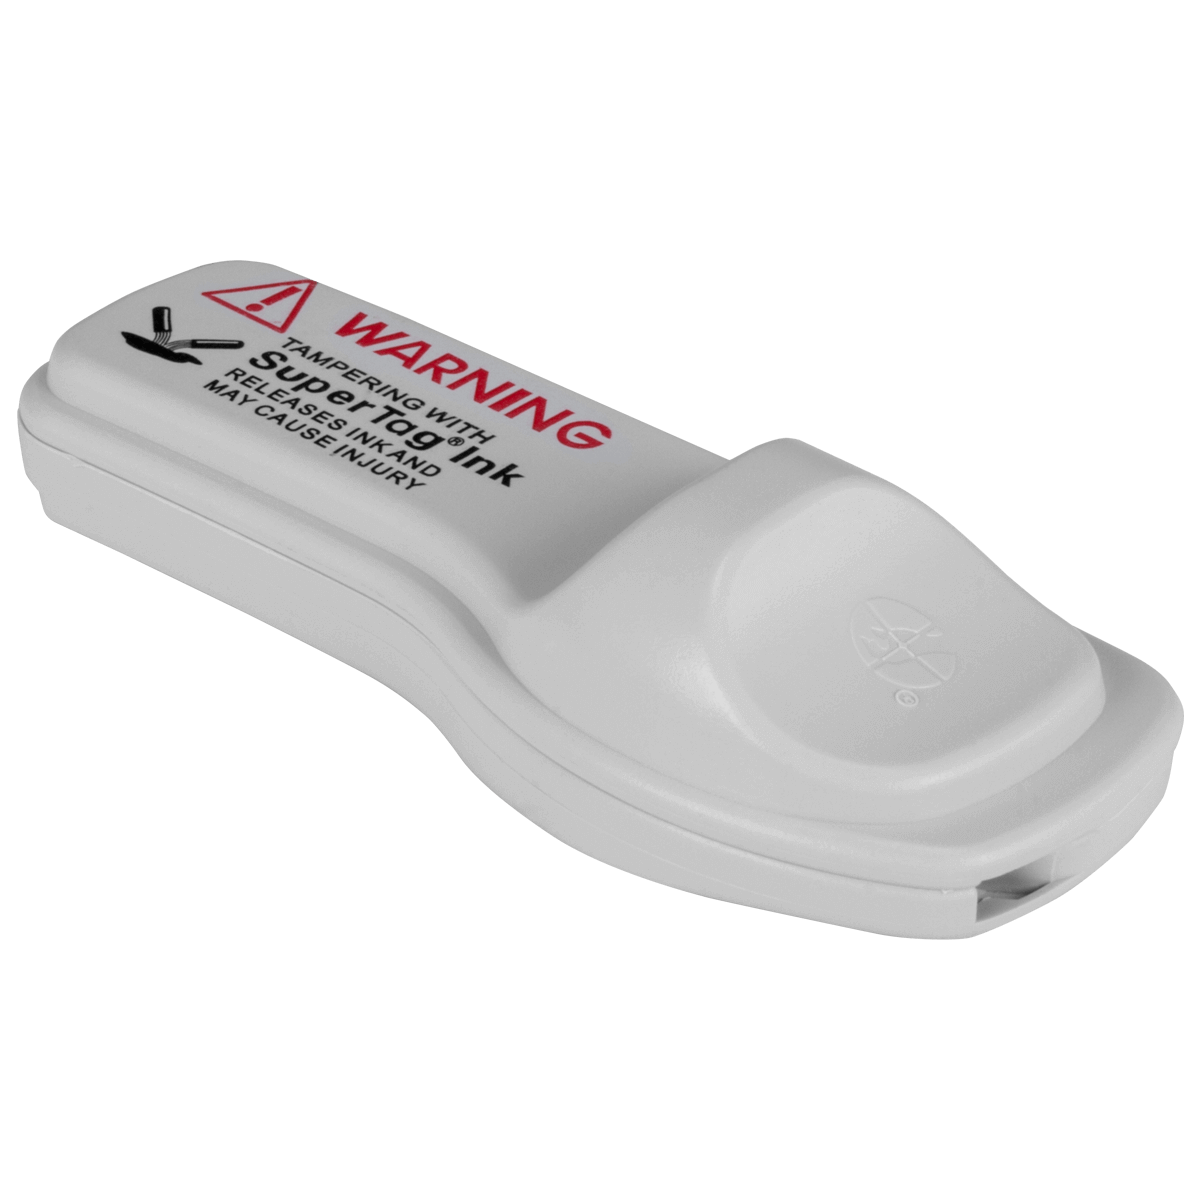 WARNING
TAMPERING WITH
SuperTag® Ink
RELEASES INK AND
MAY CAUSE INJURY
®